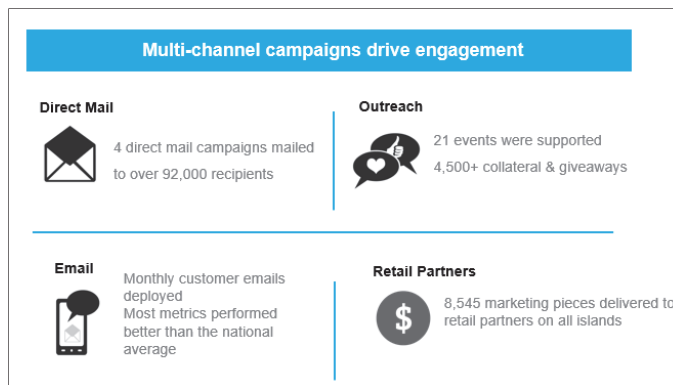 Multi-channel campaigns drive engagement
Direct Mail
4 direct mail campaigns mailed
to over 92,000 recipients
Outreach
21 events were supported
4,500+ collateral & giveaways
Email
Monthly customer emails
deployed
Most metrics performed
better than the national
average
Retail Partners
$
8,545 marketing pieces delivered to
retail partners on all islands